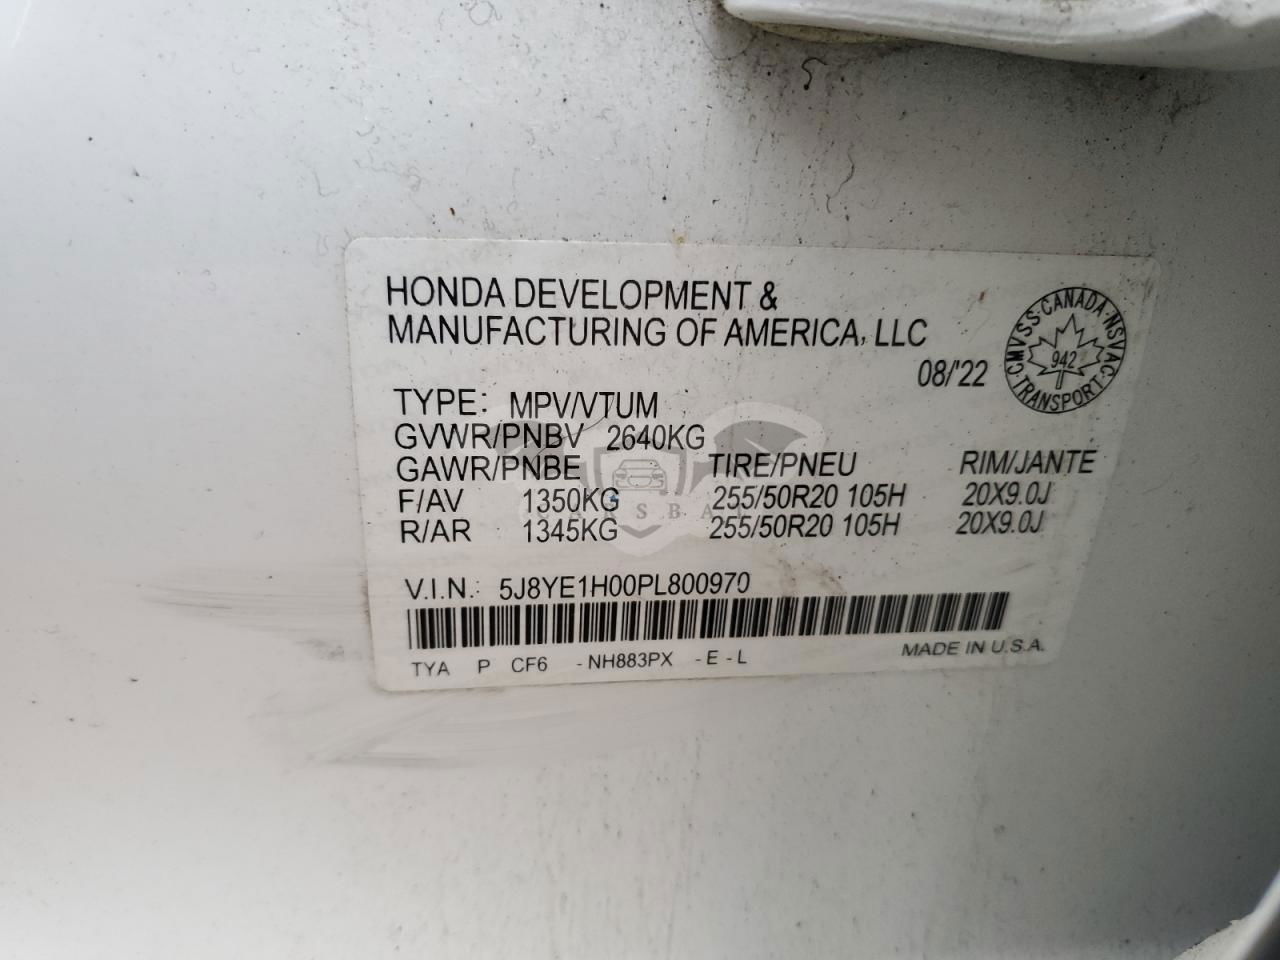 HONDA DEVELOPMENT &
MANUFACTURING OF AMERICA, LLC
08/'22
CMVSS · CANADA · NSVAC · TRANSPORT ·
942
TYPE: MPV/VTUM
GVWR/PNBV 2640KG
GAWR/PNBE TIRE/PNEU RIM/JANTE
F/AV 1350KG 255/50R20 105H 20X9.0J
R/AR 1345KG 255/50R20 105H 20X9.0J
V.I.N.: 5J8YE1H00PL800970
TYA P CF6 -NH883PX -E-L MADE IN U.S.A.